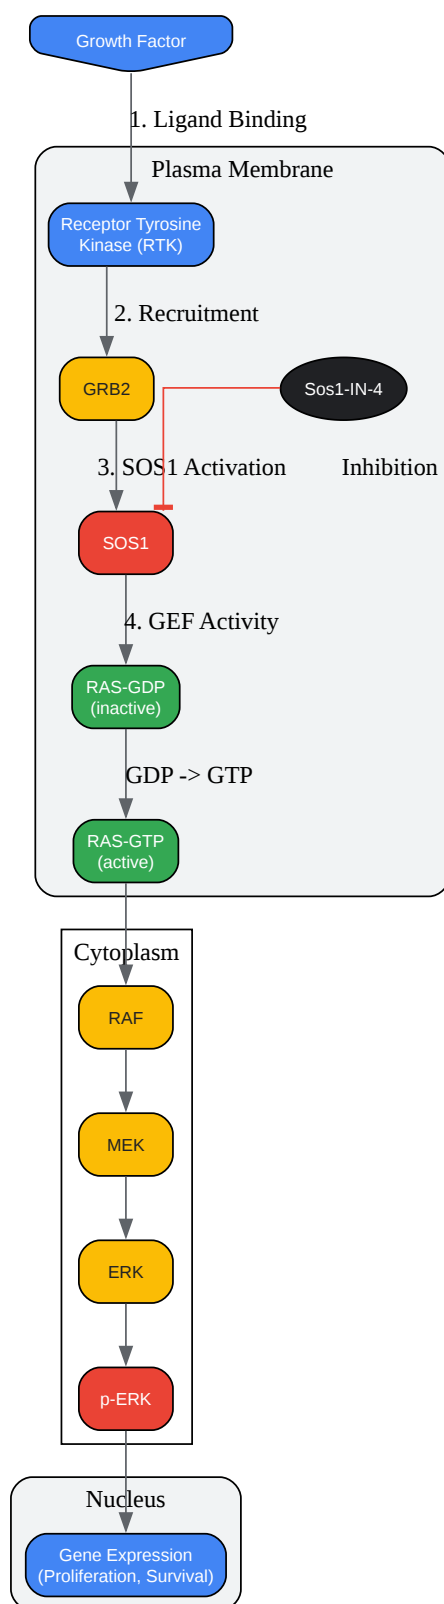 Growth Factor
1. Ligand Binding
Plasma Membrane
Receptor Tyrosine
Kinase (RTK)
2. Recruitment
GRB2
Sos1-IN-4
3. SOS1 Activation
Inhibition
SOS1
4. GEF Activity
RAS-GDP
(inactive)
GDP -> GTP
RAS-GTP
(active)
Cytoplasm
RAF
MEK
ERK
p-ERK
Nucleus
Gene Expression
(Proliferation, Survival)